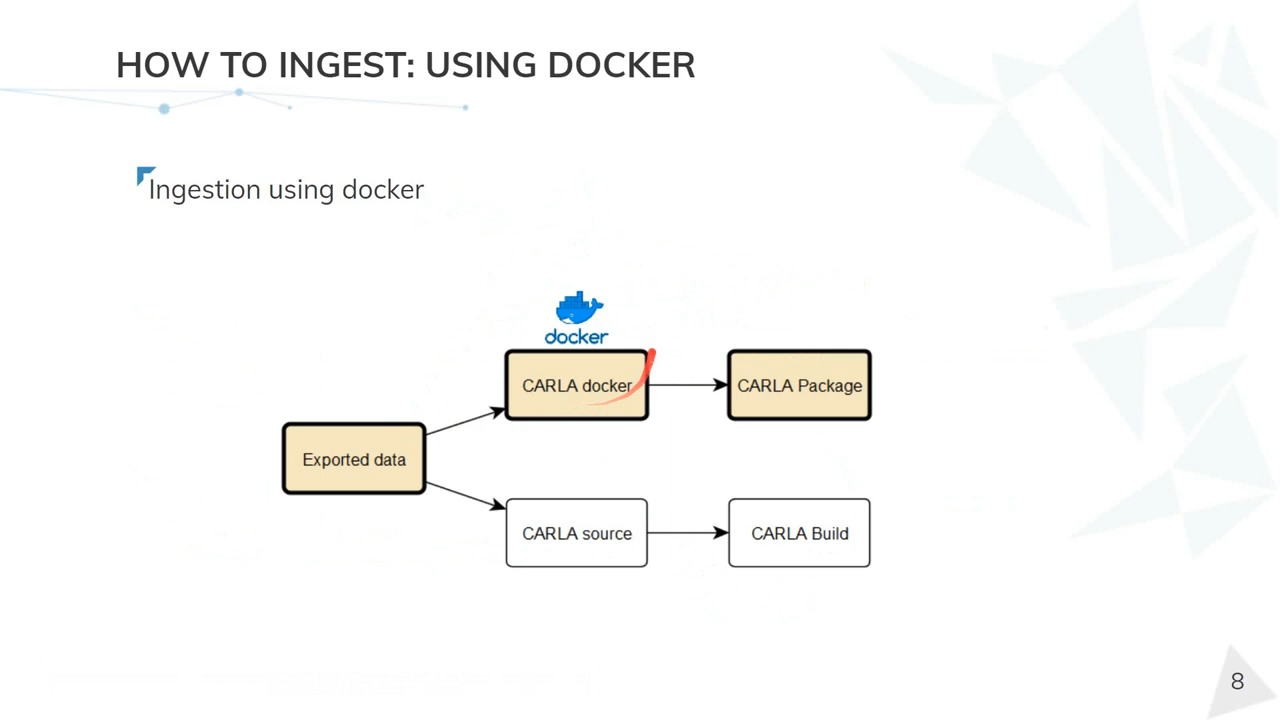 HOW TO INGEST: USING DOCKER
Ingestion using docker
docker
CARLA docker
CARLA Package
Exported data
CARLA source
CARLA Build
8